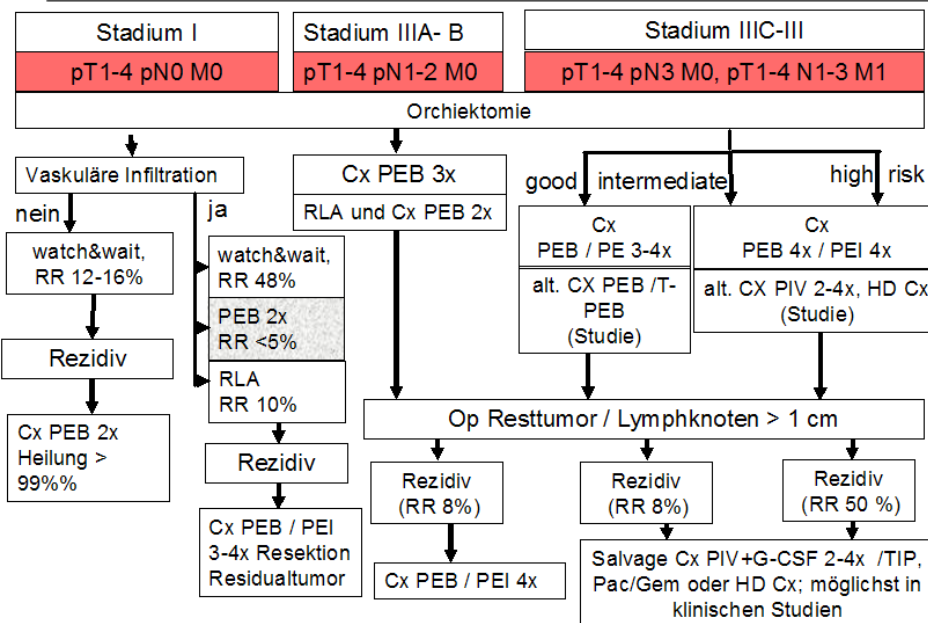 Stadium I
pT1-4 pN0 M0
Stadium IIIA- B
pT1-4 pN1-2 M0
Stadium IIIC-III
pT1-4 pN3 M0, pT1-4 N1-3 M1
Orchiektomie
Vaskuläre Infiltration
nein
ja
watch&wait,
RR 12-16%
Rezidiv
Cx PEB 2x
Heilung >
99%%
watch&wait,
RR 48%
PEB 2x
RR <5%
RLA
RR 10%
Rezidiv
Cx PEB / PEI
3-4x Resektion
Residualtumor
Cx PEB 3x
RLA und Cx PEB 2x
good
intermediate
high
risk
Cx
PEB / PE 3-4x
alt. CX PEB /T-
PEB
(Studie)
Cx
PEB 4x / PEI 4x
alt. CX PIV 2-4x, HD Cx
(Studie)
Op Resttumor / Lymphknoten > 1 cm
Rezidiv
(RR 8%)
Cx PEB / PEI 4x
Rezidiv
(RR 8%)
Rezidiv
(RR 50 %)
Salvage Cx PIV+G-CSF 2-4x /TIP,
Pac/Gem oder HD Cx; möglichst in
klinischen Studien